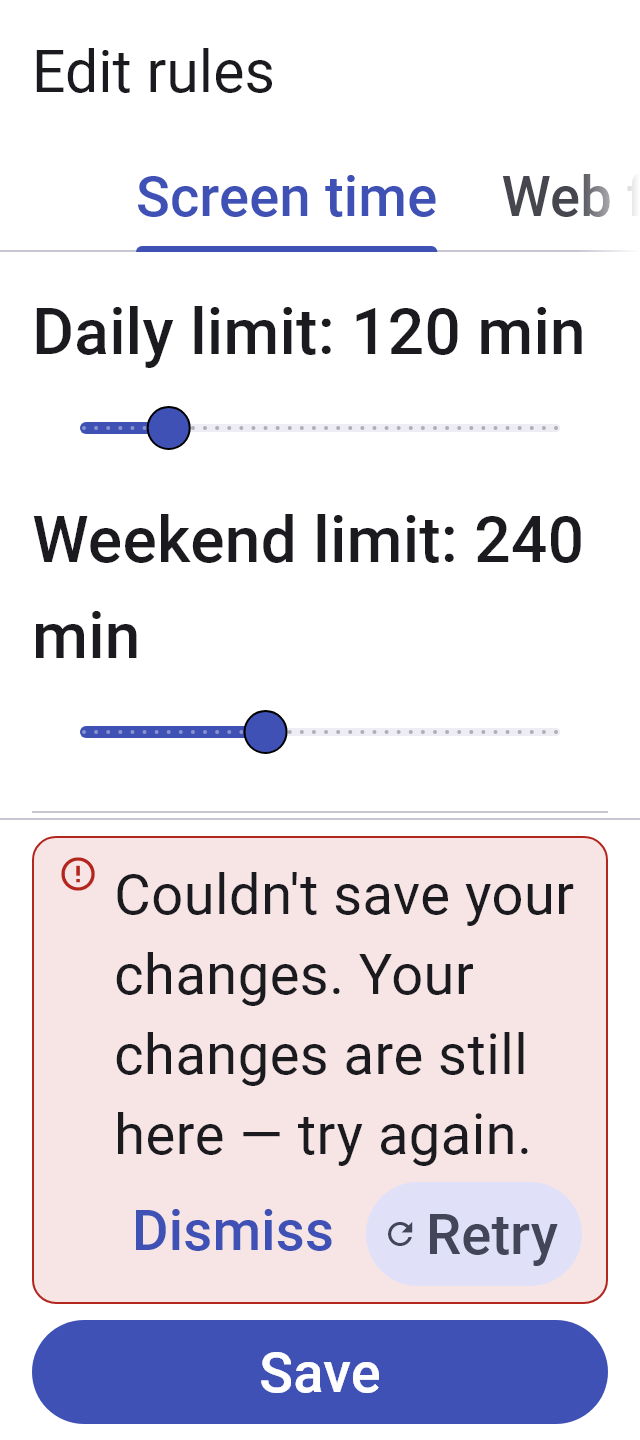 Edit rules
Screen time
Web
Daily limit: 120 min
Weekend limit: 240
min
Couldn't save your
changes. Your
changes are still
here — try again.
Dismiss
Retry
Save